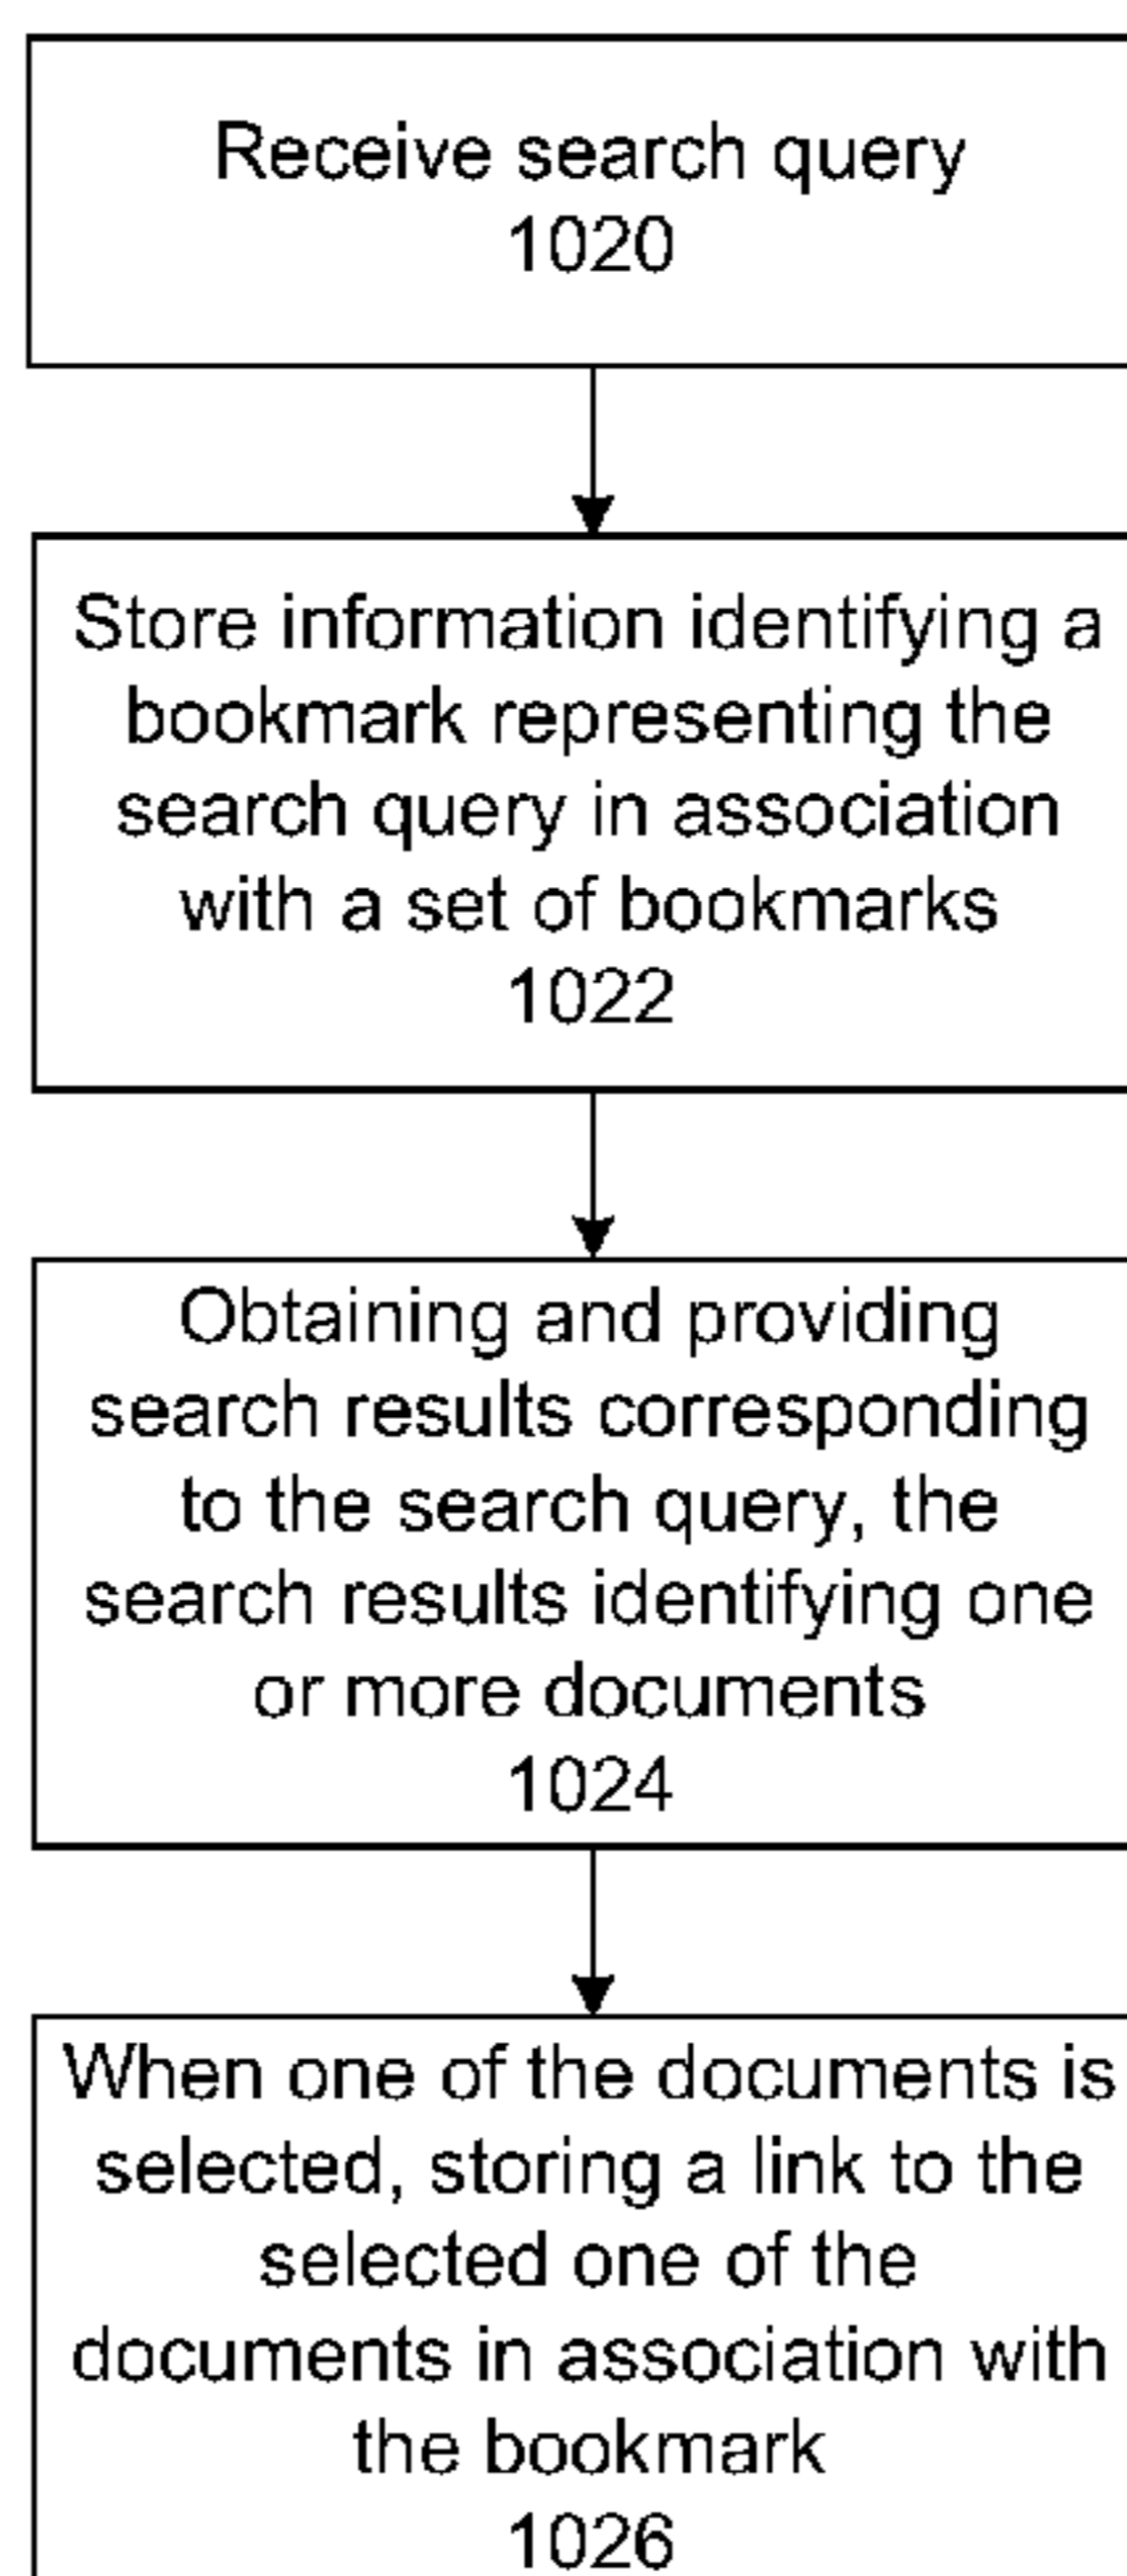 Receive search query
1020
Store information identifying a
bookmark representing the
search query in association
with a set of bookmarks
1022
Obtaining and providing
search results corresponding
to the search query, the
search results identifying one
or more documents
1024
When one of the documents is
selected, storing a link to the
selected one of the
documents in association with
the bookmark
1026